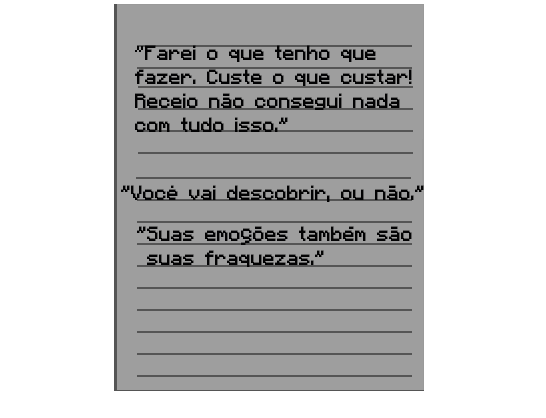 "Farei o que tenho que
fazer. Custe o que custar!
Receio não consegui nada
com tudo isso."
"Você vai descobrir, ou não."
"Suas emoções também são
suas fraquezas."